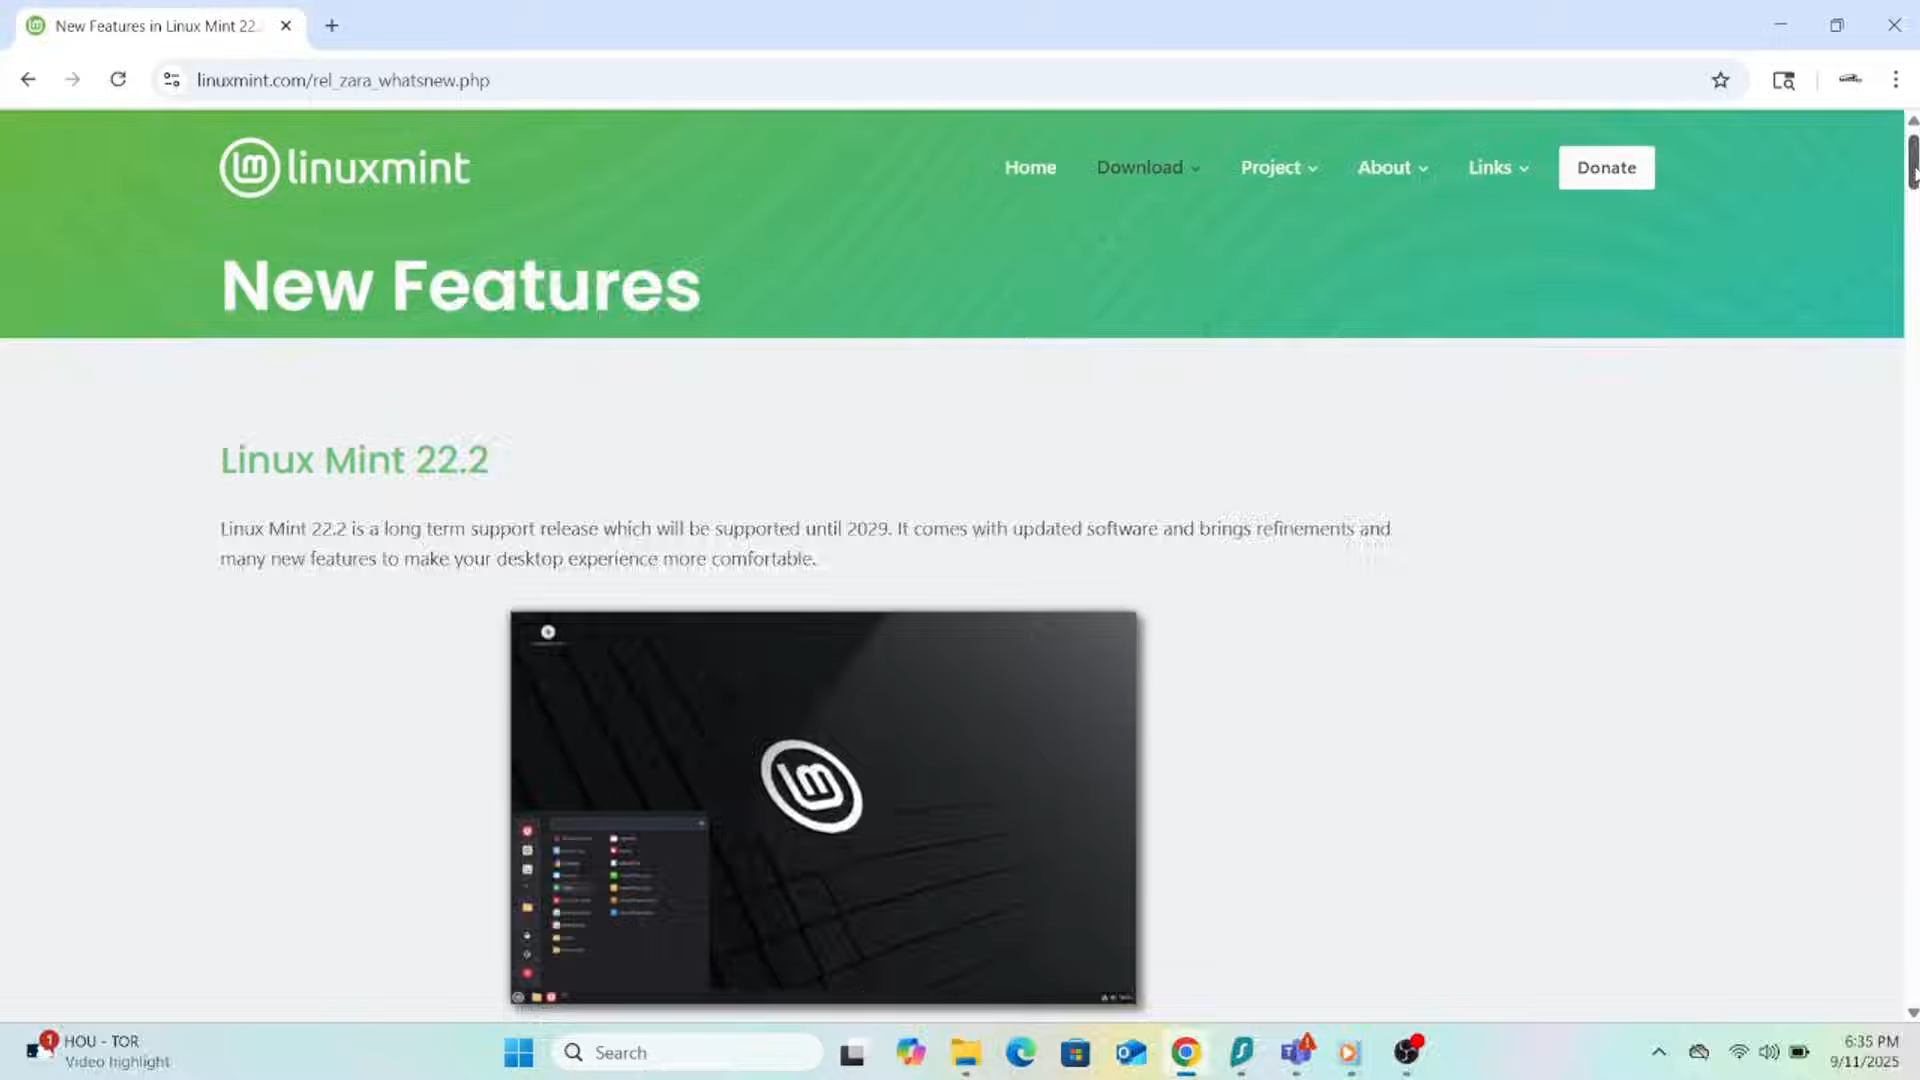 New Features in Linux Mint 22.
linuxmint.com/rel_zara_whatsnew.php
linuxmint
Home Download Project About Links Donate
New Features
Linux Mint 22.2
Linux Mint 22.2 is a long term support release which will be supported until 2029. It comes with updated software and brings refinements and
many new features to make your desktop experience more comfortable.
1
HOU - TOR
Video highlight
Search
6:35 PM
9/11/2025